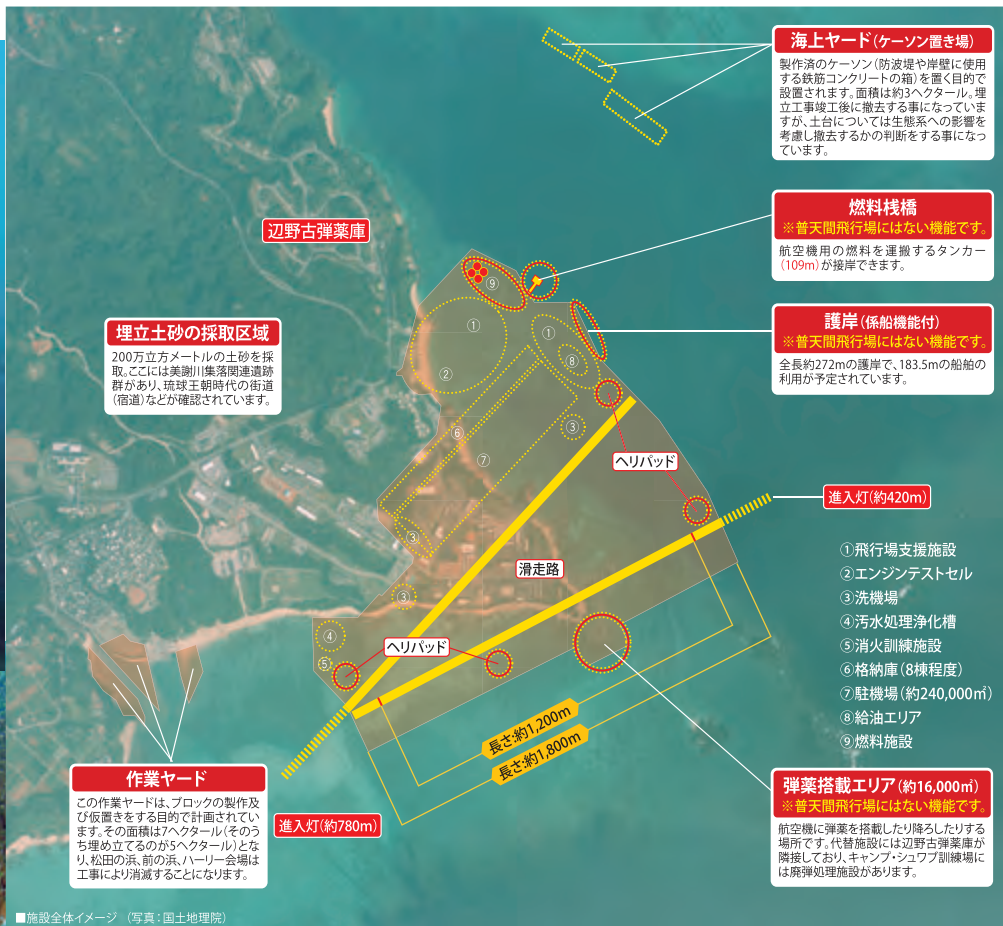 海上ヤード(ケーソン置き場)
製作済のケーソン(防波堤や岸壁に使用
する鉄筋コンクリートの箱)を置く目的で
設置されます。面積は約3ヘクタール。埋
立工事竣工後に撤去する事になっていま
すが、土台については生態系への影響を
考慮し撤去するかの判断をする事になっ
ています。
燃料桟橋
※普天間飛行場にはない機能です。
航空機用の燃料を運搬するタンカー
(109m)が接岸できます。
辺野古弾薬庫
護岸(係船機能付)
※普天間飛行場にはない機能です。
全長約272mの護岸で、183.5mの船舶の
利用が予定されています。
埋立土砂の採取区域
200万立方メートルの土砂を採
取。ここには美謝川集落関連遺跡
群があり、琉球王朝時代の街道
(宿道)などが確認されています。
⑨
①
①
②
⑧
③
⑥
⑦
ヘリパッド
進入灯(約420m)
③
滑走路
③
④
⑤
ヘリパッド
①飛行場支援施設
②エンジンテストセル
③洗機場
④汚水処理浄化槽
⑤消火訓練施設
⑥格納庫(8棟程度)
⑦駐機場(約240,000㎡)
⑧給油エリア
⑨燃料施設
長さ:約1,200m
長さ:約1,800m
作業ヤード
この作業ヤードは、ブロックの製作及
び仮置きをする目的で計画されてい
ます。その面積は7ヘクタール(そのう
ち埋め立てるのが5ヘクタール)とな
り、松田の浜、前の浜、ハーリー会場は
工事により消滅することになります。
進入灯(約780m)
弾薬搭載エリア(約16,000㎡)
※普天間飛行場にはない機能です。
航空機に弾薬を搭載したり降ろしたりする
場所です。代替施設には辺野古弾薬庫が
隣接しており、キャンプ・シュワブ訓練場に
は廃弾処理施設があります。
■施設全体イメージ (写真:国土地理院)